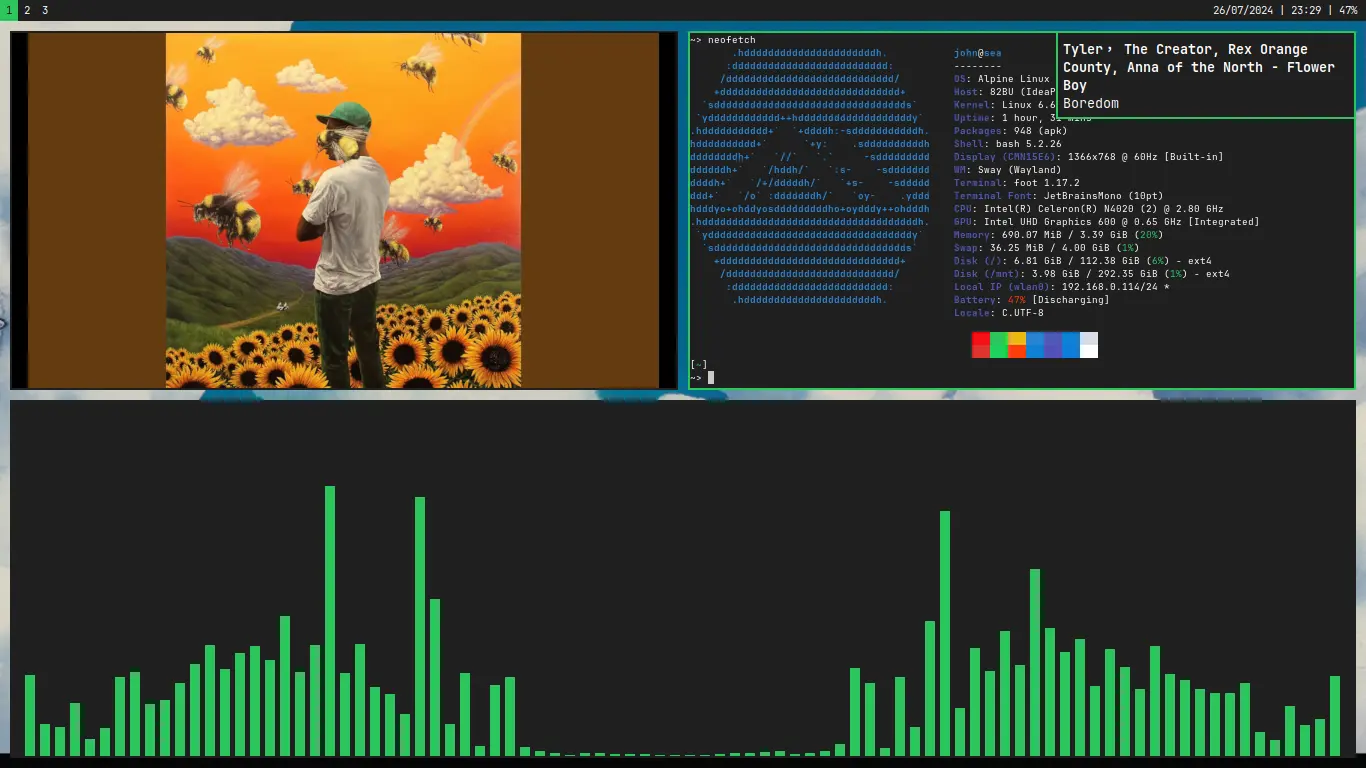 1 2 3
26/07/2024 | 23:29 | 47%
~> neofetch
Tyler, The Creator, Rex Orange
County, Anna of the North - Flower
Boy
Boredom
john@sea
--------
OS: Alpine Linux
Host: 82BU (IdeaP
Kernel: Linux 6.6
Uptime: 1 hour, 31 mins
Packages: 948 (apk)
Shell: bash 5.2.26
Display (CMN15E6): 1366x768 @ 60Hz [Built-in]
WM: Sway (Wayland)
Terminal: foot 1.17.2
Terminal Font: JetBrainsMono (10pt)
CPU: Intel(R) Celeron(R) N4020 (2) @ 2.80 GHz
GPU: Intel UHD Graphics 600 @ 0.65 GHz [Integrated]
Memory: 690.07 MiB / 3.39 GiB (20%)
Swap: 36.25 MiB / 4.00 GiB (1%)
Disk (/): 6.81 GiB / 112.38 GiB (6%) - ext4
Disk (/mnt): 3.98 GiB / 292.35 GiB (1%) - ext4
Local IP (wlan0): 192.168.0.114/24 *
Battery: 47% [Discharging]
Locale: C.UTF-8
[~]
~>